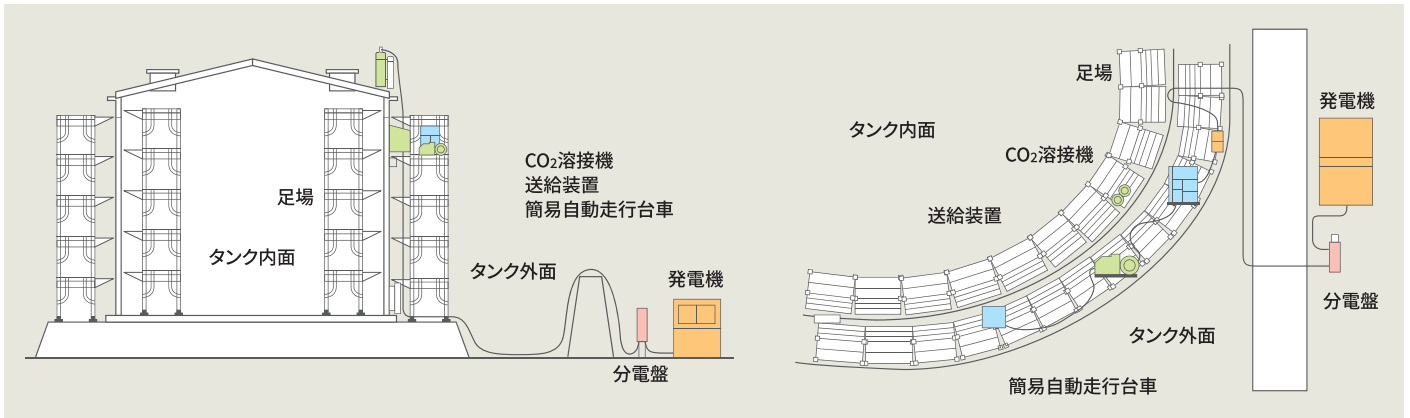 CO₂溶接機
送給装置
簡易自動走行台車
足場
タンク内面
タンク外面
発電機
分電盤
足場
発電機
タンク内面
CO₂溶接機
送給装置
分電盤
タンク外面
簡易自動走行台車